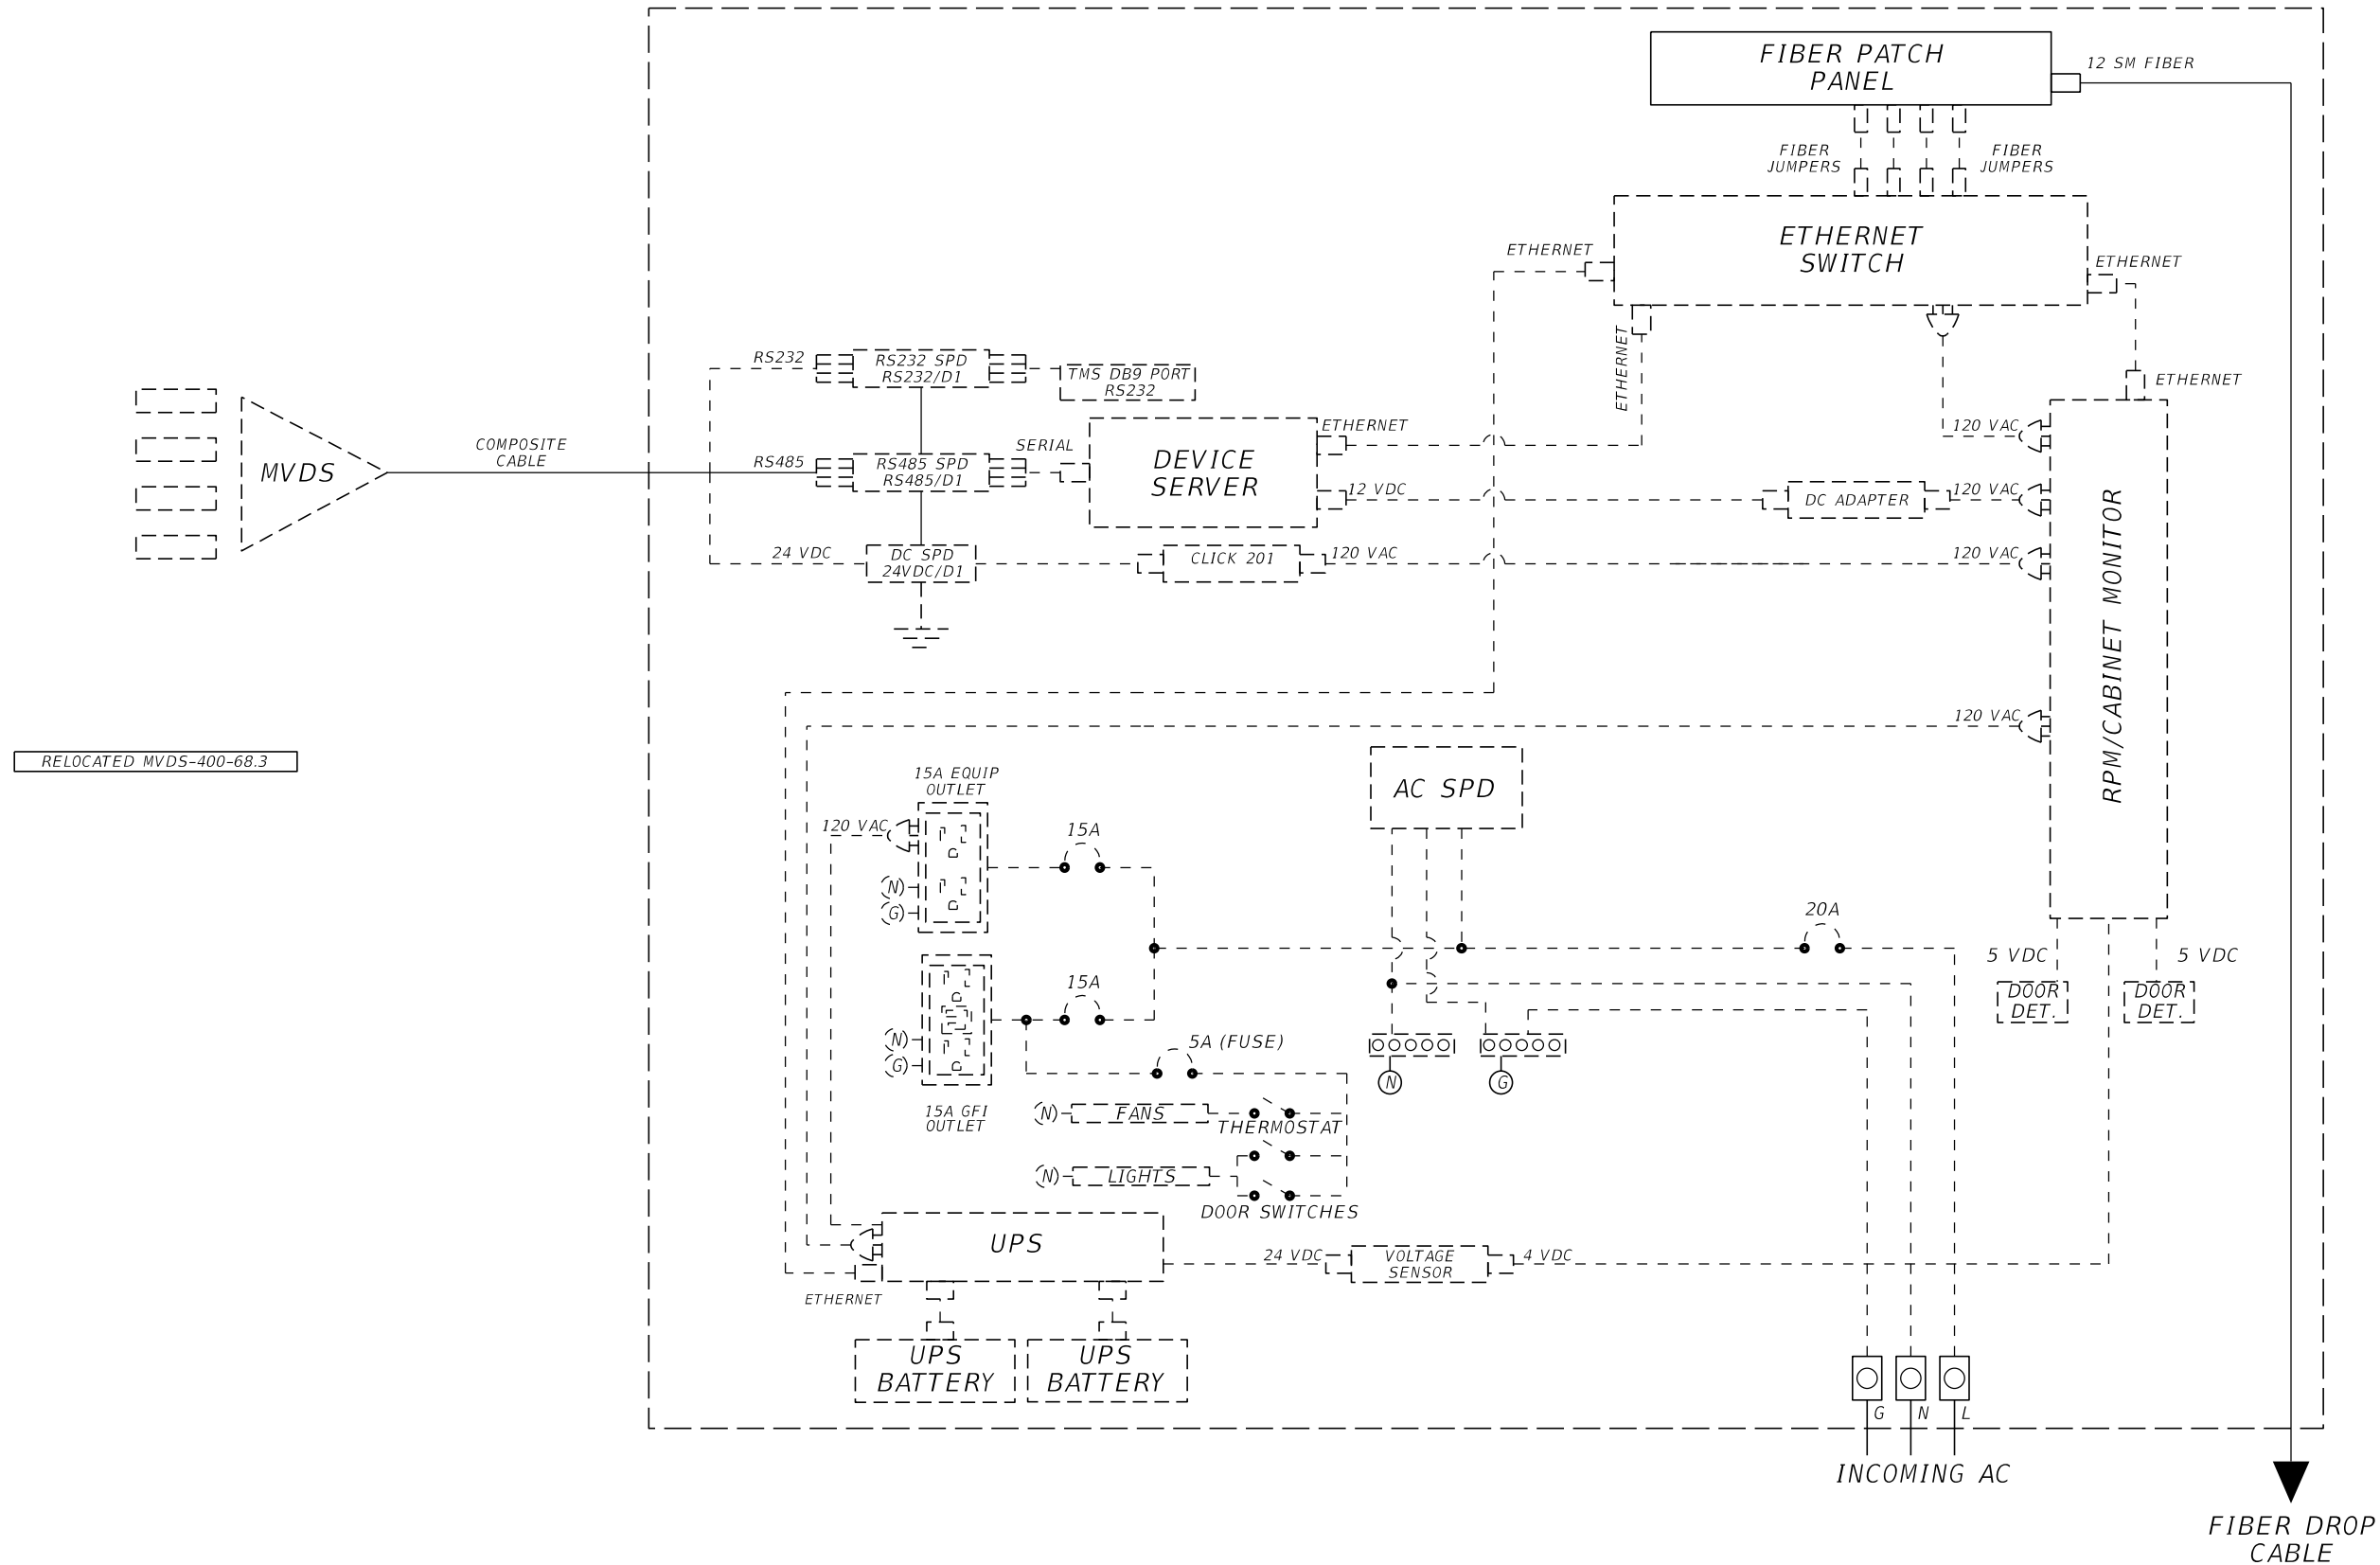 FIBER PATCH
PANEL
12 SM FIBER
FIBER
JUMPERS
FIBER
JUMPERS
ETHERNET
SWITCH
ETHERNET
ETHERNET
ETHERNET
ETHERNET
RS232
RS232 SPD
RS232/D1
TMS DB9 PORT
RS232
MVDS
COMPOSITE
CABLE
RS485
RS485 SPD
RS485/D1
SERIAL
DEVICE
SERVER
ETHERNET
12 VDC
DC ADAPTER
120 VAC
120 VAC
24 VDC
DC SPD
24VDC/D1
CLICK 201
120 VAC
120 VAC
RPM/CABINET MONITOR
120 VAC
RELOCATED MVDS-400-68.3
15A EQUIP
OUTLET
120 VAC
N
G
15A
AC SPD
20A
15A
N
G
15A GFI
OUTLET
5A (FUSE)
N
G
N
FANS
THERMOSTAT
N
LIGHTS
DOOR SWITCHES
5 VDC
5 VDC
DOOR
DET.
DOOR
DET.
UPS
24 VDC
VOLTAGE
SENSOR
4 VDC
ETHERNET
UPS
BATTERY
UPS
BATTERY
G
N
L
INCOMING AC
FIBER DROP
CABLE